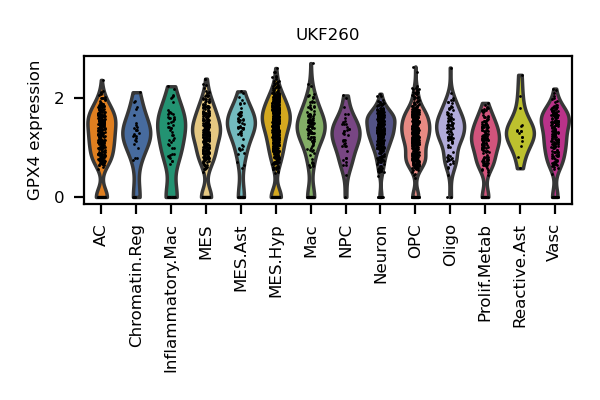 UKF260
GPX4 expression
2
0
AC
Chromatin.Reg
Inflammatory.Mac
MES
MES.Ast
MES.Hyp
Mac
NPC
Neuron
OPC
Oligo
Prolif.Metab
Reactive.Ast
Vasc